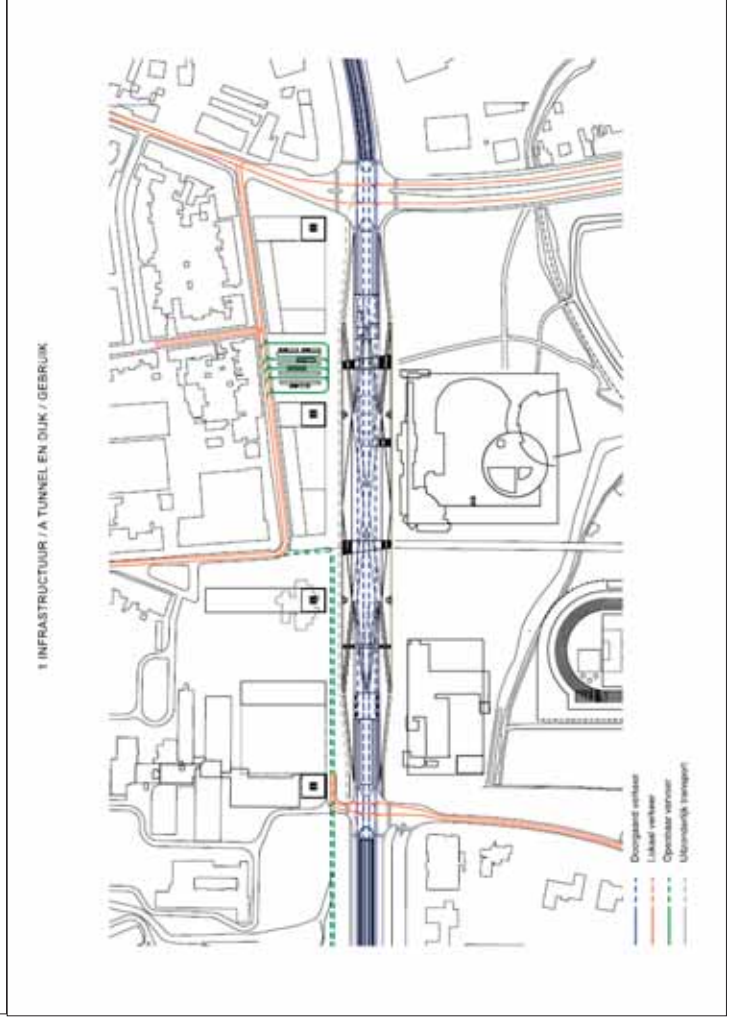 1 INFRASTRUCTUUR / A TUNNEL EN DIJK / GEBRUIK
Doorgaand verkeer
Lokaal verkeer
Openbaar vervoer
Uitzonderlijk transport